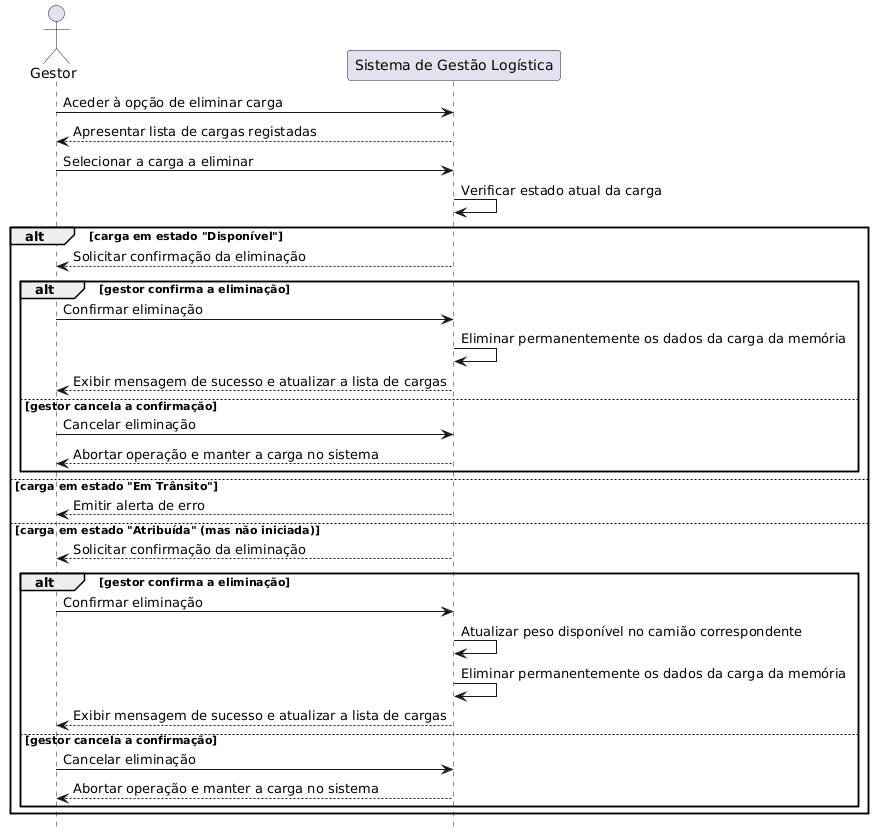 Gestor
Sistema de Gestão Logística
Aceder à opção de eliminar carga
Apresentar lista de cargas registadas
Selecionar a carga a eliminar
Verificar estado atual da carga
alt [carga em estado "Disponível"]
Solicitar confirmação da eliminação
alt [gestor confirma a eliminação]
Confirmar eliminação
Eliminar permanentemente os dados da carga da memória
Exibir mensagem de sucesso e atualizar a lista de cargas
[gestor cancela a confirmação]
Cancelar eliminação
Abortar operação e manter a carga no sistema
[carga em estado "Em Trânsito"]
Emitir alerta de erro
[carga em estado "Atribuída" (mas não iniciada)]
Solicitar confirmação da eliminação
alt [gestor confirma a eliminação]
Confirmar eliminação
Atualizar peso disponível no camião correspondente
Eliminar permanentemente os dados da carga da memória
Exibir mensagem de sucesso e atualizar a lista de cargas
[gestor cancela a confirmação]
Cancelar eliminação
Abortar operação e manter a carga no sistema